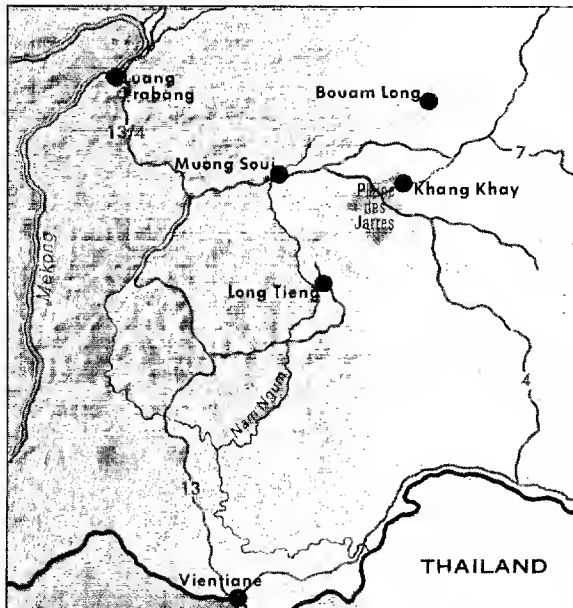 Luang
Prabang
Bouam Long
13/4
Muong Soui
7
Plaine
des
Jarres
Khang Khay
Mekong
Long Tieng
4
Nam Ngum
13
THAILAND
Vientiane